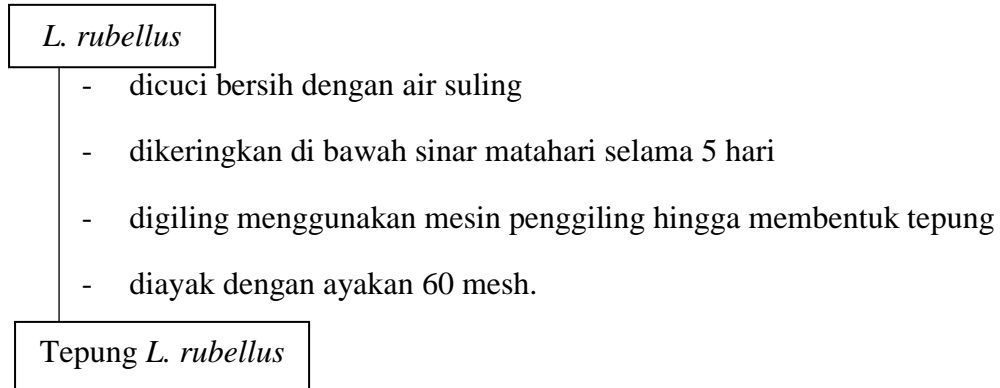 L. rubellus
- dicuci bersih dengan air suling
- dikeringkan di bawah sinar matahari selama 5 hari
- digiling menggunakan mesin penggiling hingga membentuk tepung
- diayak dengan ayakan 60 mesh.
Tepung L. rubellus